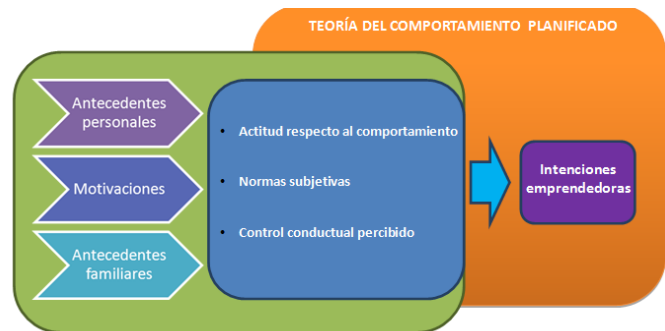 TEORÍA DEL COMPORTAMIENTO PLANIFICADO
Antecedentes
personales
Motivaciones
Antecedentes
familiares
• Actitud respecto al comportamiento
• Normas subjetivas
• Control conductual percibido
Intenciones
emprendedoras